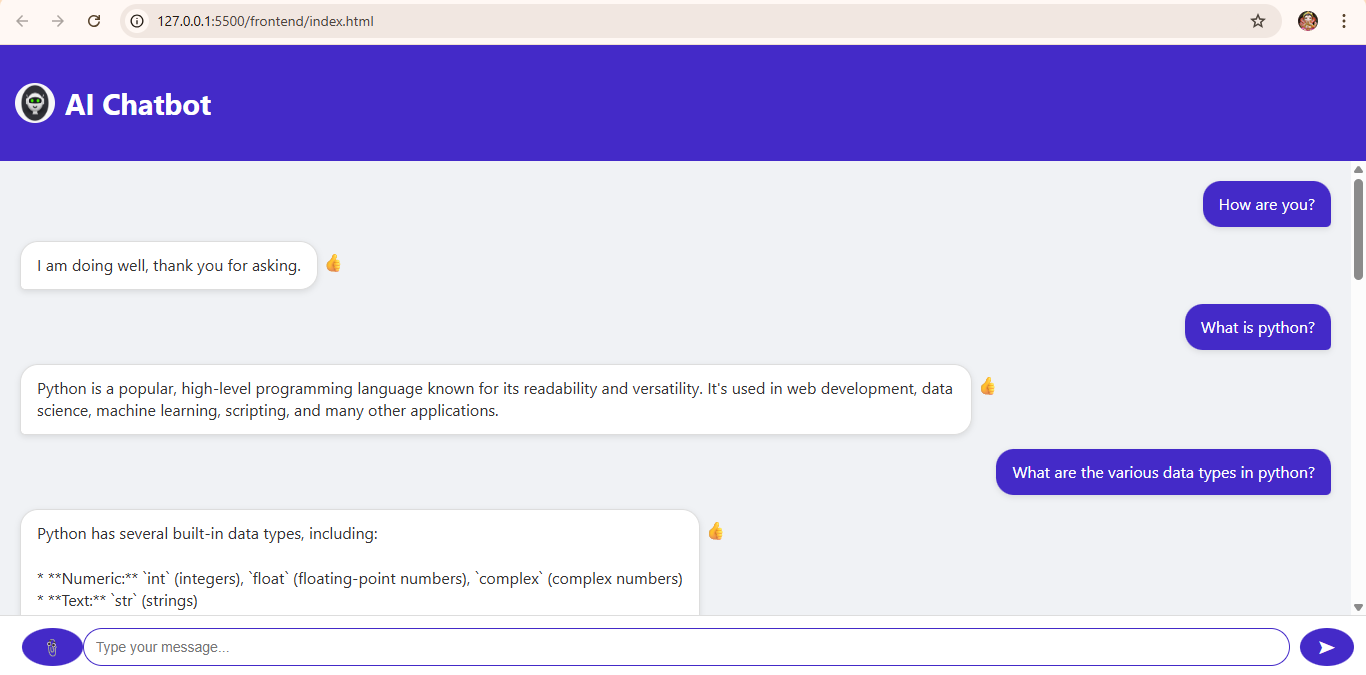 127.0.0.1:5500/frontend/index.html
AI Chatbot
How are you?
I am doing well, thank you for asking.
What is python?
Python is a popular, high-level programming language known for its readability and versatility. It's used in web development, data
science, machine learning, scripting, and many other applications.
What are the various data types in python?
Python has several built-in data types, including:
* **Numeric:** `int` (integers), `float` (floating-point numbers), `complex` (complex numbers)
* **Text:** `str` (strings)
Type your message...